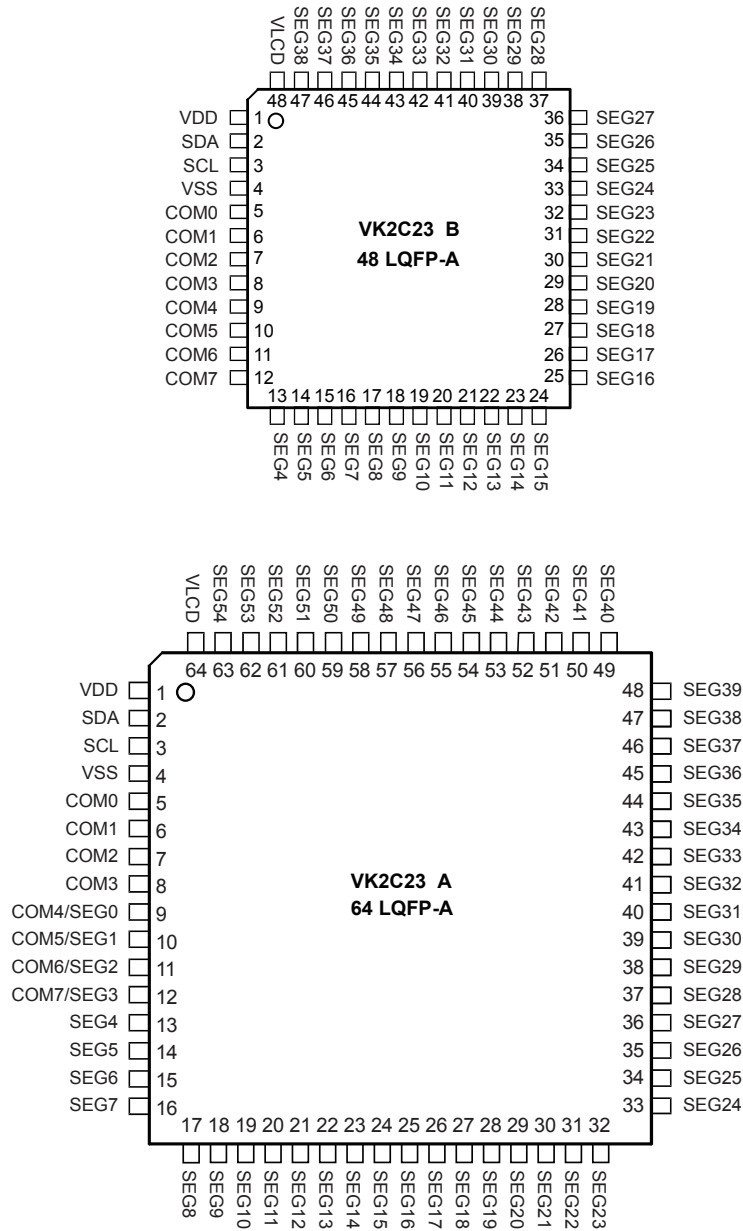 VLCD
SEG38
SEG37
SEG36
SEG35
SEG34
SEG33
SEG32
SEG31
SEG30
SEG29
SEG28
48 47 46 45 44 43 42 41 40 39 38 37
VDD 1 36 SEG27
SDA 2 35 SEG26
SCL 3 34 SEG25
VSS 4 33 SEG24
COM0 5 32 SEG23
COM1 6 VK2C23 B 31 SEG22
COM2 7 48 LQFP-A 30 SEG21
COM3 8 29 SEG20
COM4 9 28 SEG19
COM5 10 27 SEG18
COM6 11 26 SEG17
COM7 12 25 SEG16
13 14 15 16 17 18 19 20 21 22 23 24
SEG4
SEG5
SEG6
SEG7
SEG8
SEG9
SEG10
SEG11
SEG12
SEG13
SEG14
SEG15
VLCD
SEG54
SEG53
SEG52
SEG51
SEG50
SEG49
SEG48
SEG47
SEG46
SEG45
SEG44
SEG43
SEG42
SEG41
SEG40
64 63 62 61 60 59 58 57 56 55 54 53 52 51 50 49
VDD 1 48 SEG39
SDA 2 47 SEG38
SCL 3 46 SEG37
VSS 4 45 SEG36
COM0 5 44 SEG35
COM1 6 43 SEG34
COM2 7 42 SEG33
COM3 8 VK2C23 A 41 SEG32
COM4/SEG0 9 64 LQFP-A 40 SEG31
COM5/SEG1 10 39 SEG30
COM6/SEG2 11 38 SEG29
COM7/SEG3 12 37 SEG28
SEG4 13 36 SEG27
SEG5 14 35 SEG26
SEG6 15 34 SEG25
SEG7 16 33 SEG24
17 18 19 20 21 22 23 24 25 26 27 28 29 30 31 32
SEG8
SEG9
SEG10
SEG11
SEG12
SEG13
SEG14
SEG15
SEG16
SEG17
SEG18
SEG19
SEG20
SEG21
SEG22
SEG23